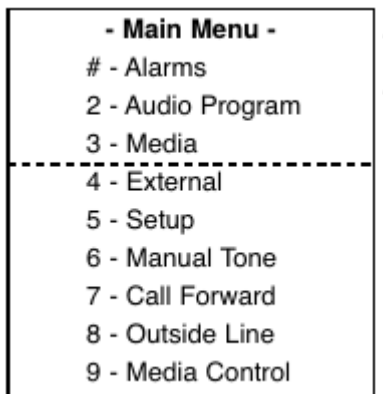 - Main Menu -
# - Alarms
2 - Audio Program
3 - Media
4 - External
5 - Setup
6 - Manual Tone
7 - Call Forward
8 - Outside Line
9 - Media Control